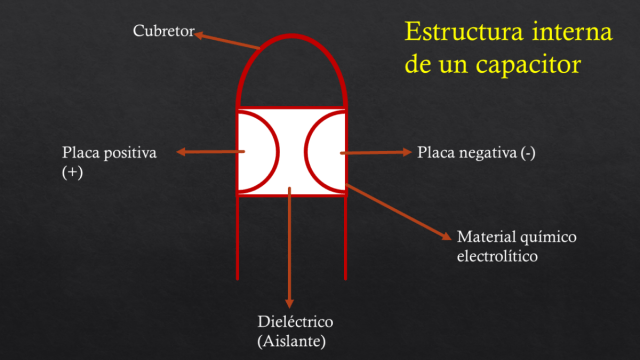 Cubretor
Estructura interna
de un capacitor
Placa positiva
(+)
Placa negativa (-)
Material químico
electrolítico
Dieléctrico
(Aislante)